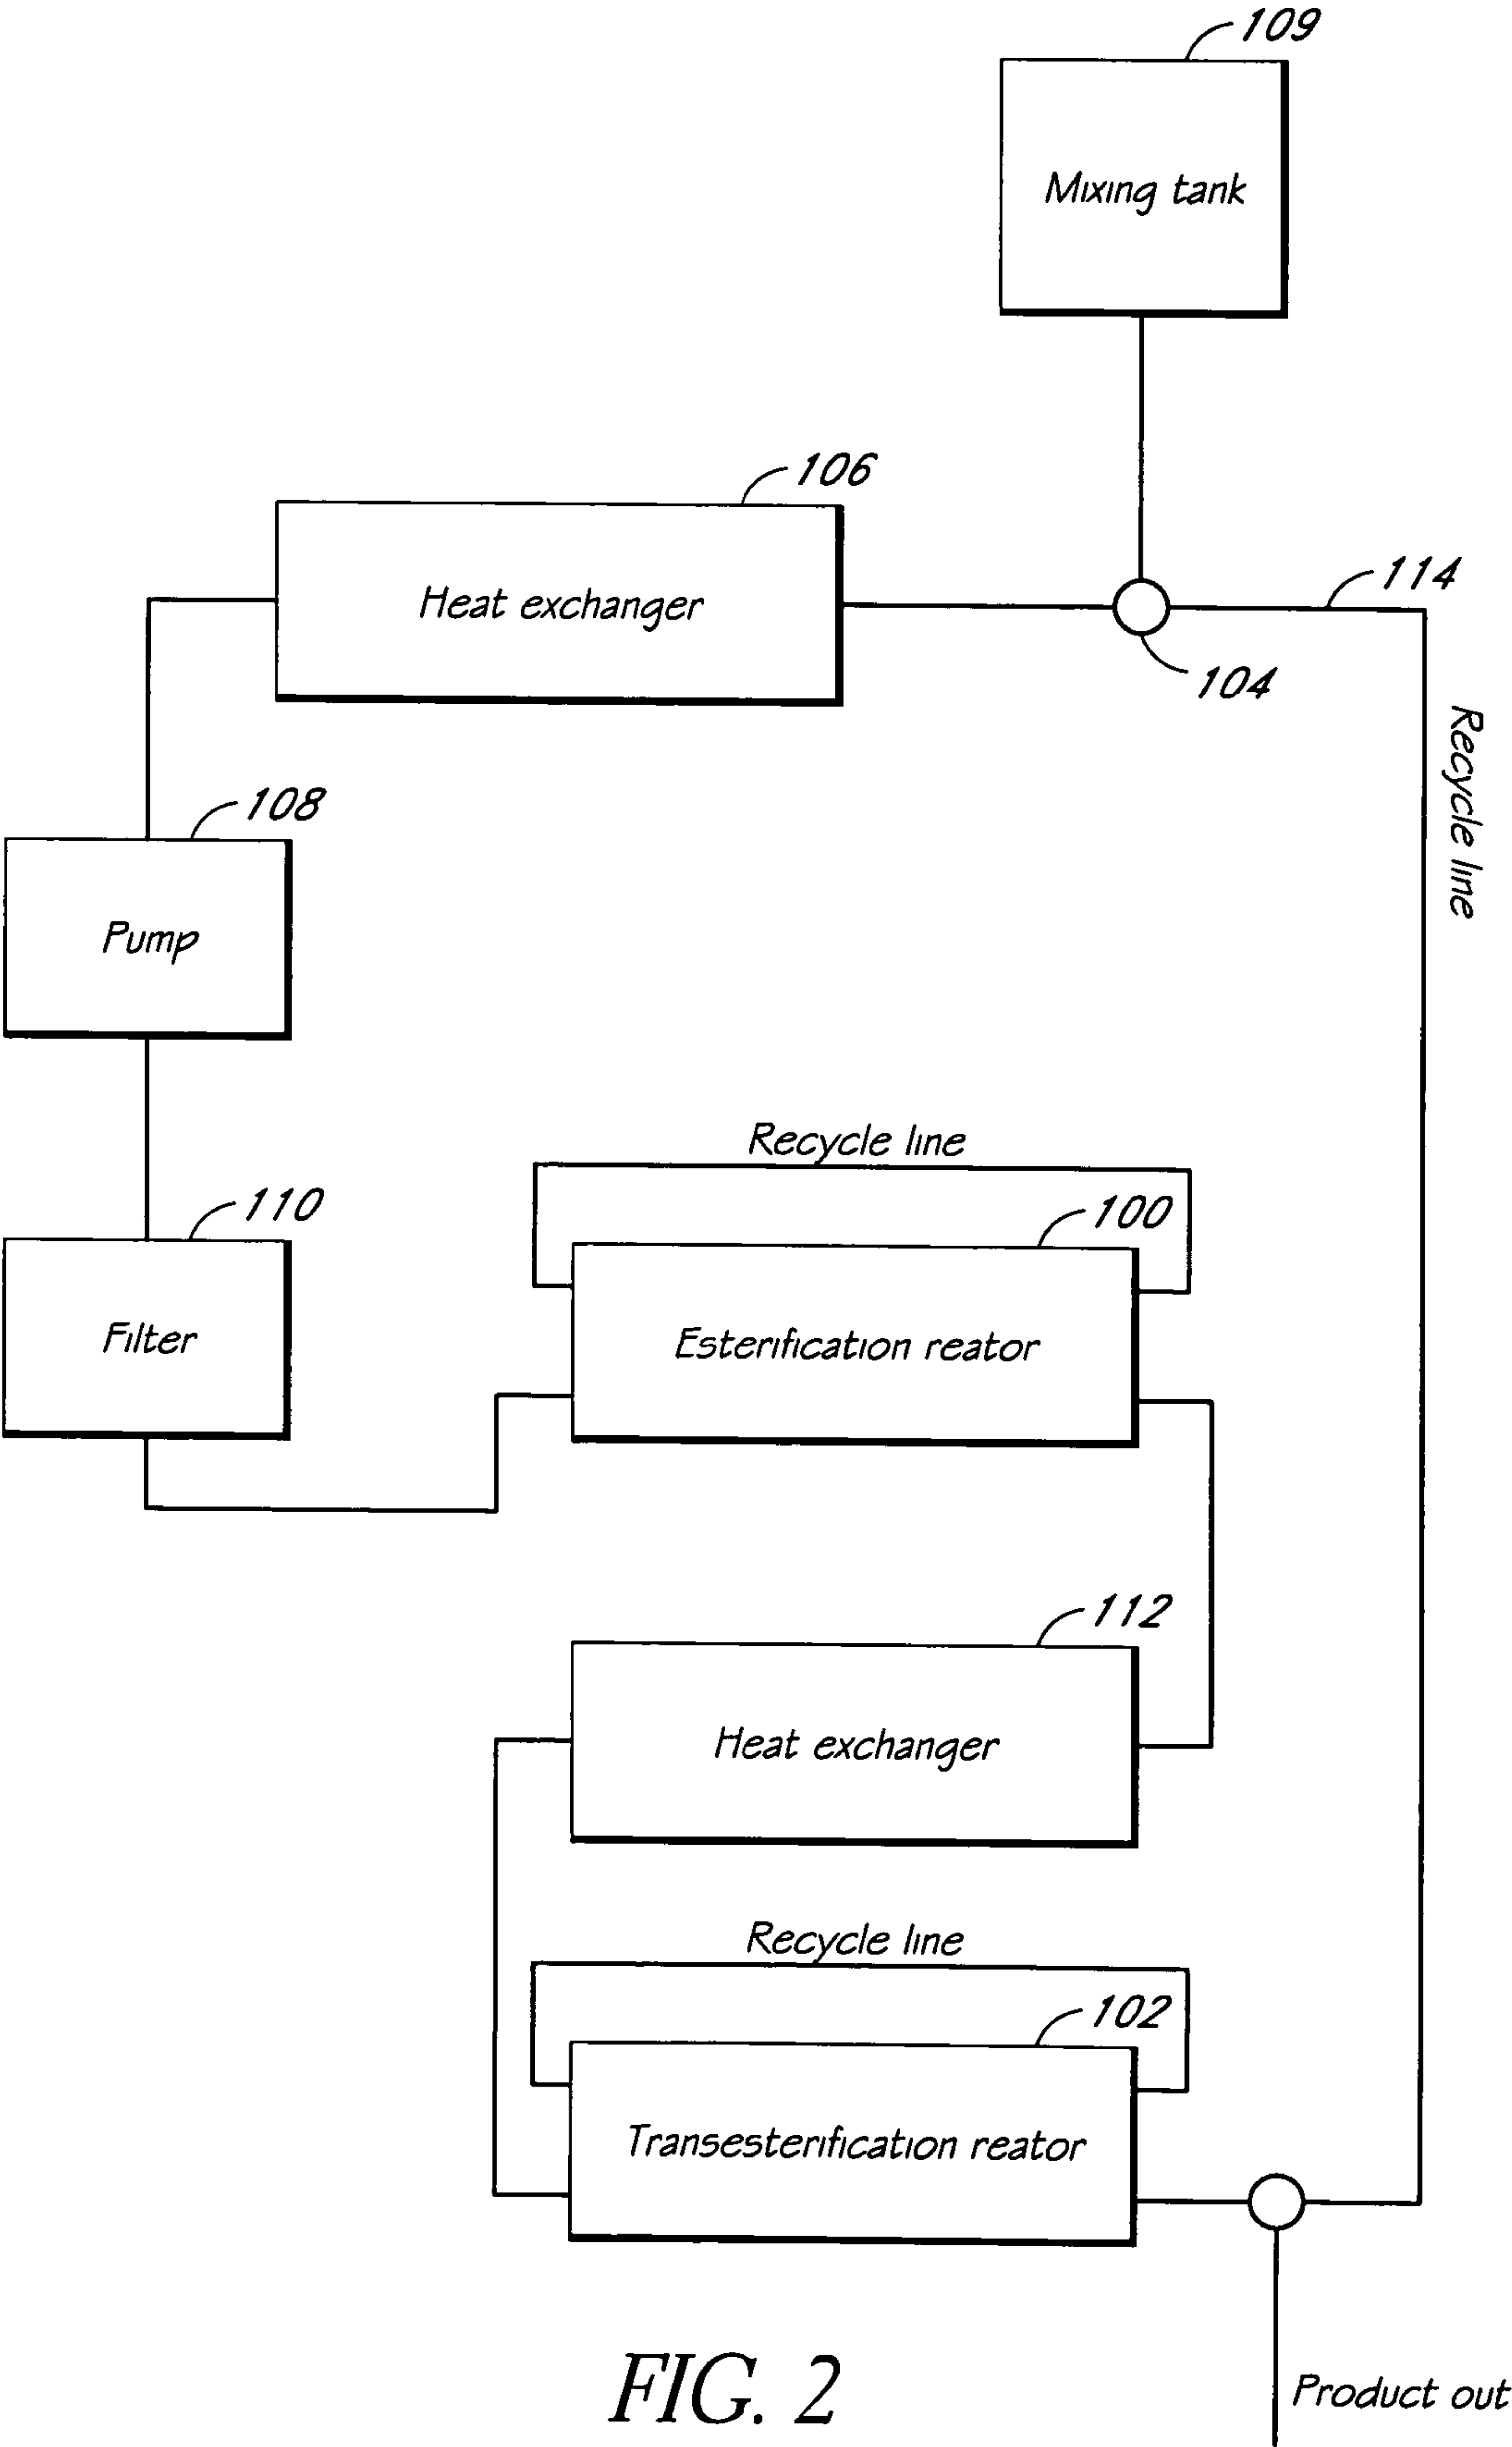 109
Mixing tank
106
Heat exchanger
114
104
Recycle line
108
Pump
Recycle line
110
100
Filter
Esterification reator
112
Heat exchanger
Recycle line
102
Transesterification reator
Product out
FIG. 2